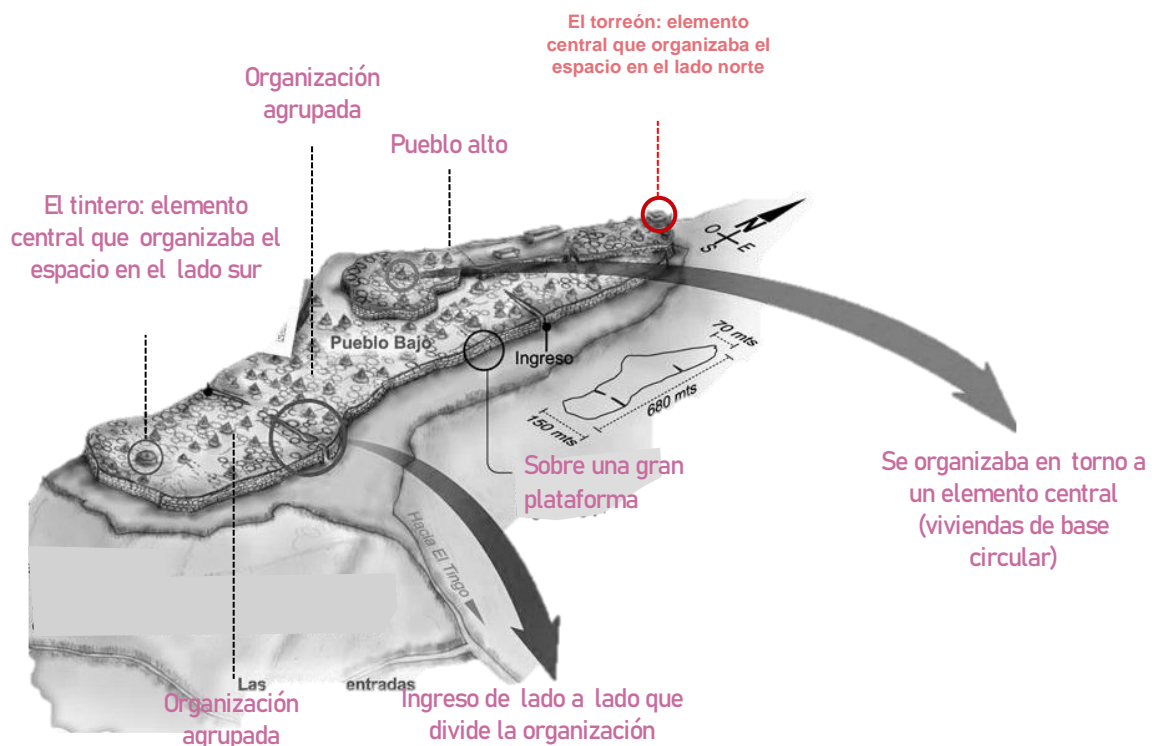 El torreón: elemento
central que organizaba el
espacio en el lado norte
Organización
agrupada
Pueblo alto
El tintero: elemento
central que organizaba el
espacio en el lado sur
N
O
E
S
Pueblo Bajo
Ingreso
70 mts
680 mts
150 mts
Sobre una gran
plataforma
Se organizaba en torno a
un elemento central
(viviendas de base
circular)
Hacia El Tingo
Las entradas
Organización
agrupada
Ingreso de lado a lado que
divide la organización